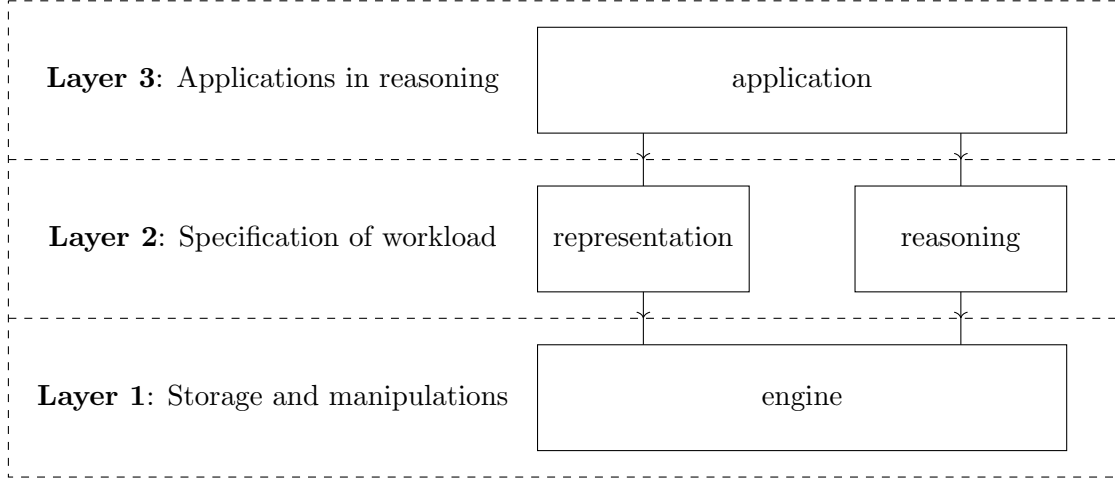 Layer 3: Applications in reasoning
application
Layer 2: Specification of workload
representation
reasoning
Layer 1: Storage and manipulations
engine